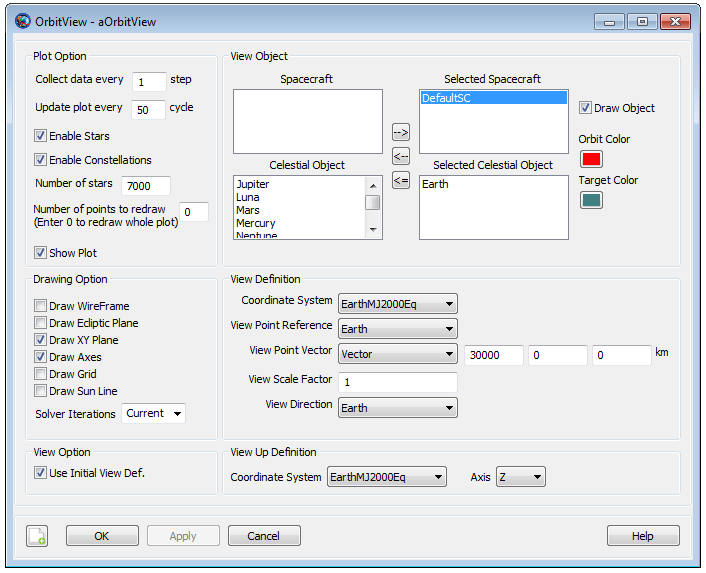 OrbitView - aOrbitView
Plot Option
Collect data every 1 step
Update plot every 50 cycle
Enable Stars
Enable Constellations
Number of stars 7000
Number of points to redraw 0
(Enter 0 to redraw whole plot)
Show Plot
View Object
Spacecraft
Selected Spacecraft
DefaultSC
Draw Object
-->
<--
<=
Orbit Color
Target Color
Celestial Object
Jupiter
Luna
Mars
Mercury
Neptune
Selected Celestial Object
Earth
Drawing Option
Draw WireFrame
Draw Ecliptic Plane
Draw XY Plane
Draw Axes
Draw Grid
Draw Sun Line
Solver Iterations Current
View Definition
Coordinate System EarthMJ2000Eq
View Point Reference Earth
View Point Vector Vector 30000 0 0 km
View Scale Factor 1
View Direction Earth
View Option
Use Initial View Def.
View Up Definition
Coordinate System EarthMJ2000Eq Axis Z
OK Apply Cancel Help